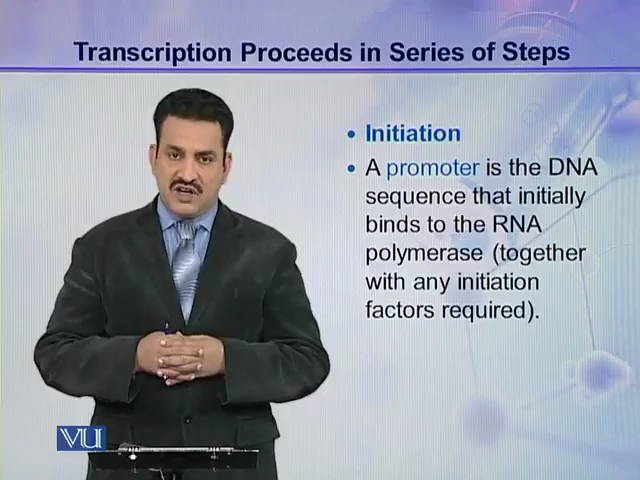 Transcription Proceeds in Series of Steps
• Initiation
• A promoter is the DNA
sequence that initially
binds to the RNA
polymerase (together
with any initiation
factors required).
VU